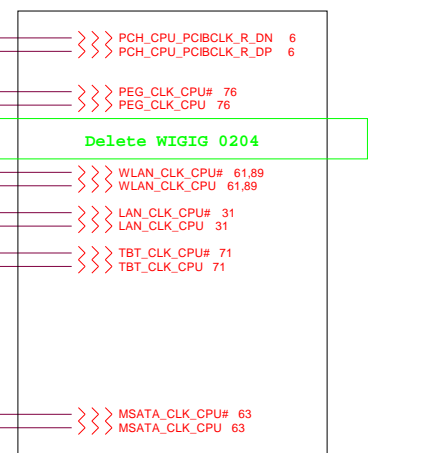 PCH_CPU_PCIBCLK_R_DN 6
PCH_CPU_PCIBCLK_R_DP 6
PEG_CLK_CPU# 76
PEG_CLK_CPU 76
Delete WIGIG 0204
WLAN_CLK_CPU# 61,89
WLAN_CLK_CPU 61,89
LAN_CLK_CPU# 31
LAN_CLK_CPU 31
TBT_CLK_CPU# 71
TBT_CLK_CPU 71
MSATA_CLK_CPU# 63
MSATA_CLK_CPU 63